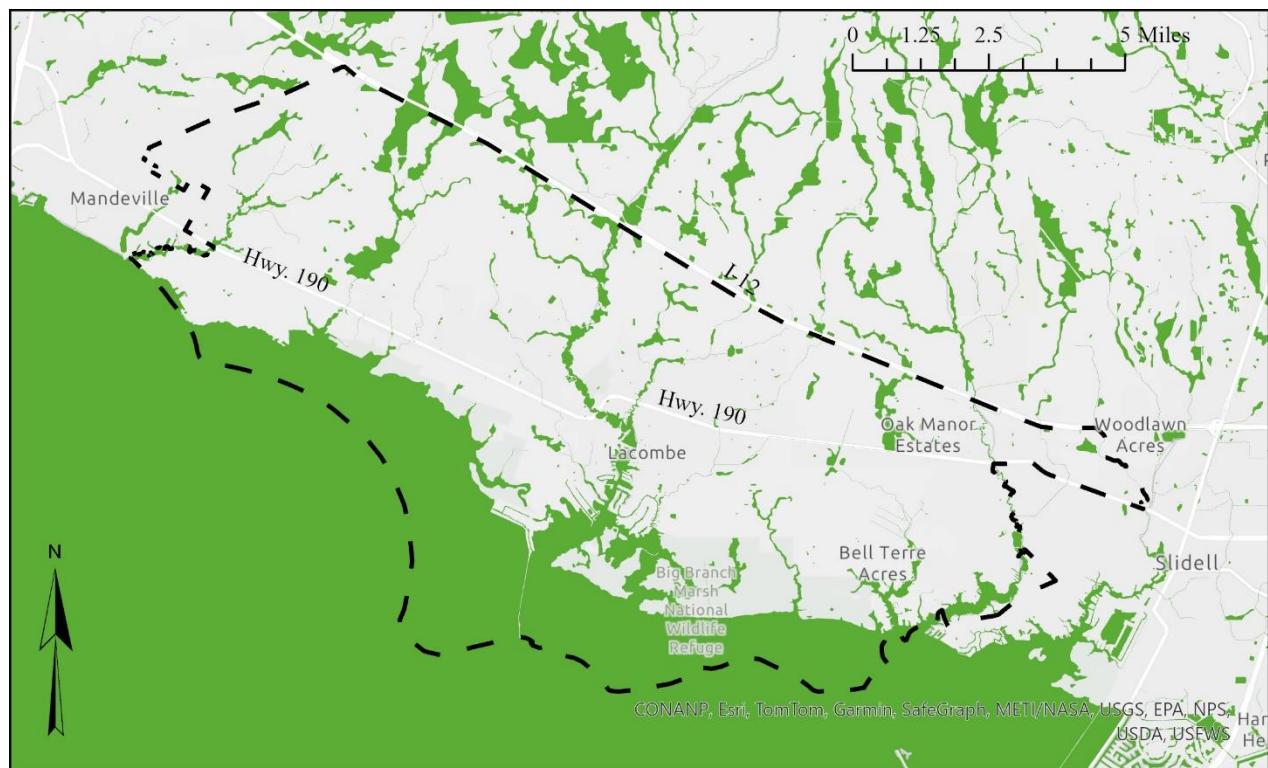 0 1.25 2.5 5 Miles
Mandeville
Hwy. 190
I-12
Hwy. 190
Oak Manor
Estates
Woodlawn
Acres
Lacombe
Bell Terre
Acres
Slidell
Big Branch
Marsh
National
Wildlife
Refuge
N
CONANP, Esri, TomTom, Garmin, SafeGraph, METI/NASA, USGS, EPA, NPS,
USDA, USFWS
Har
He